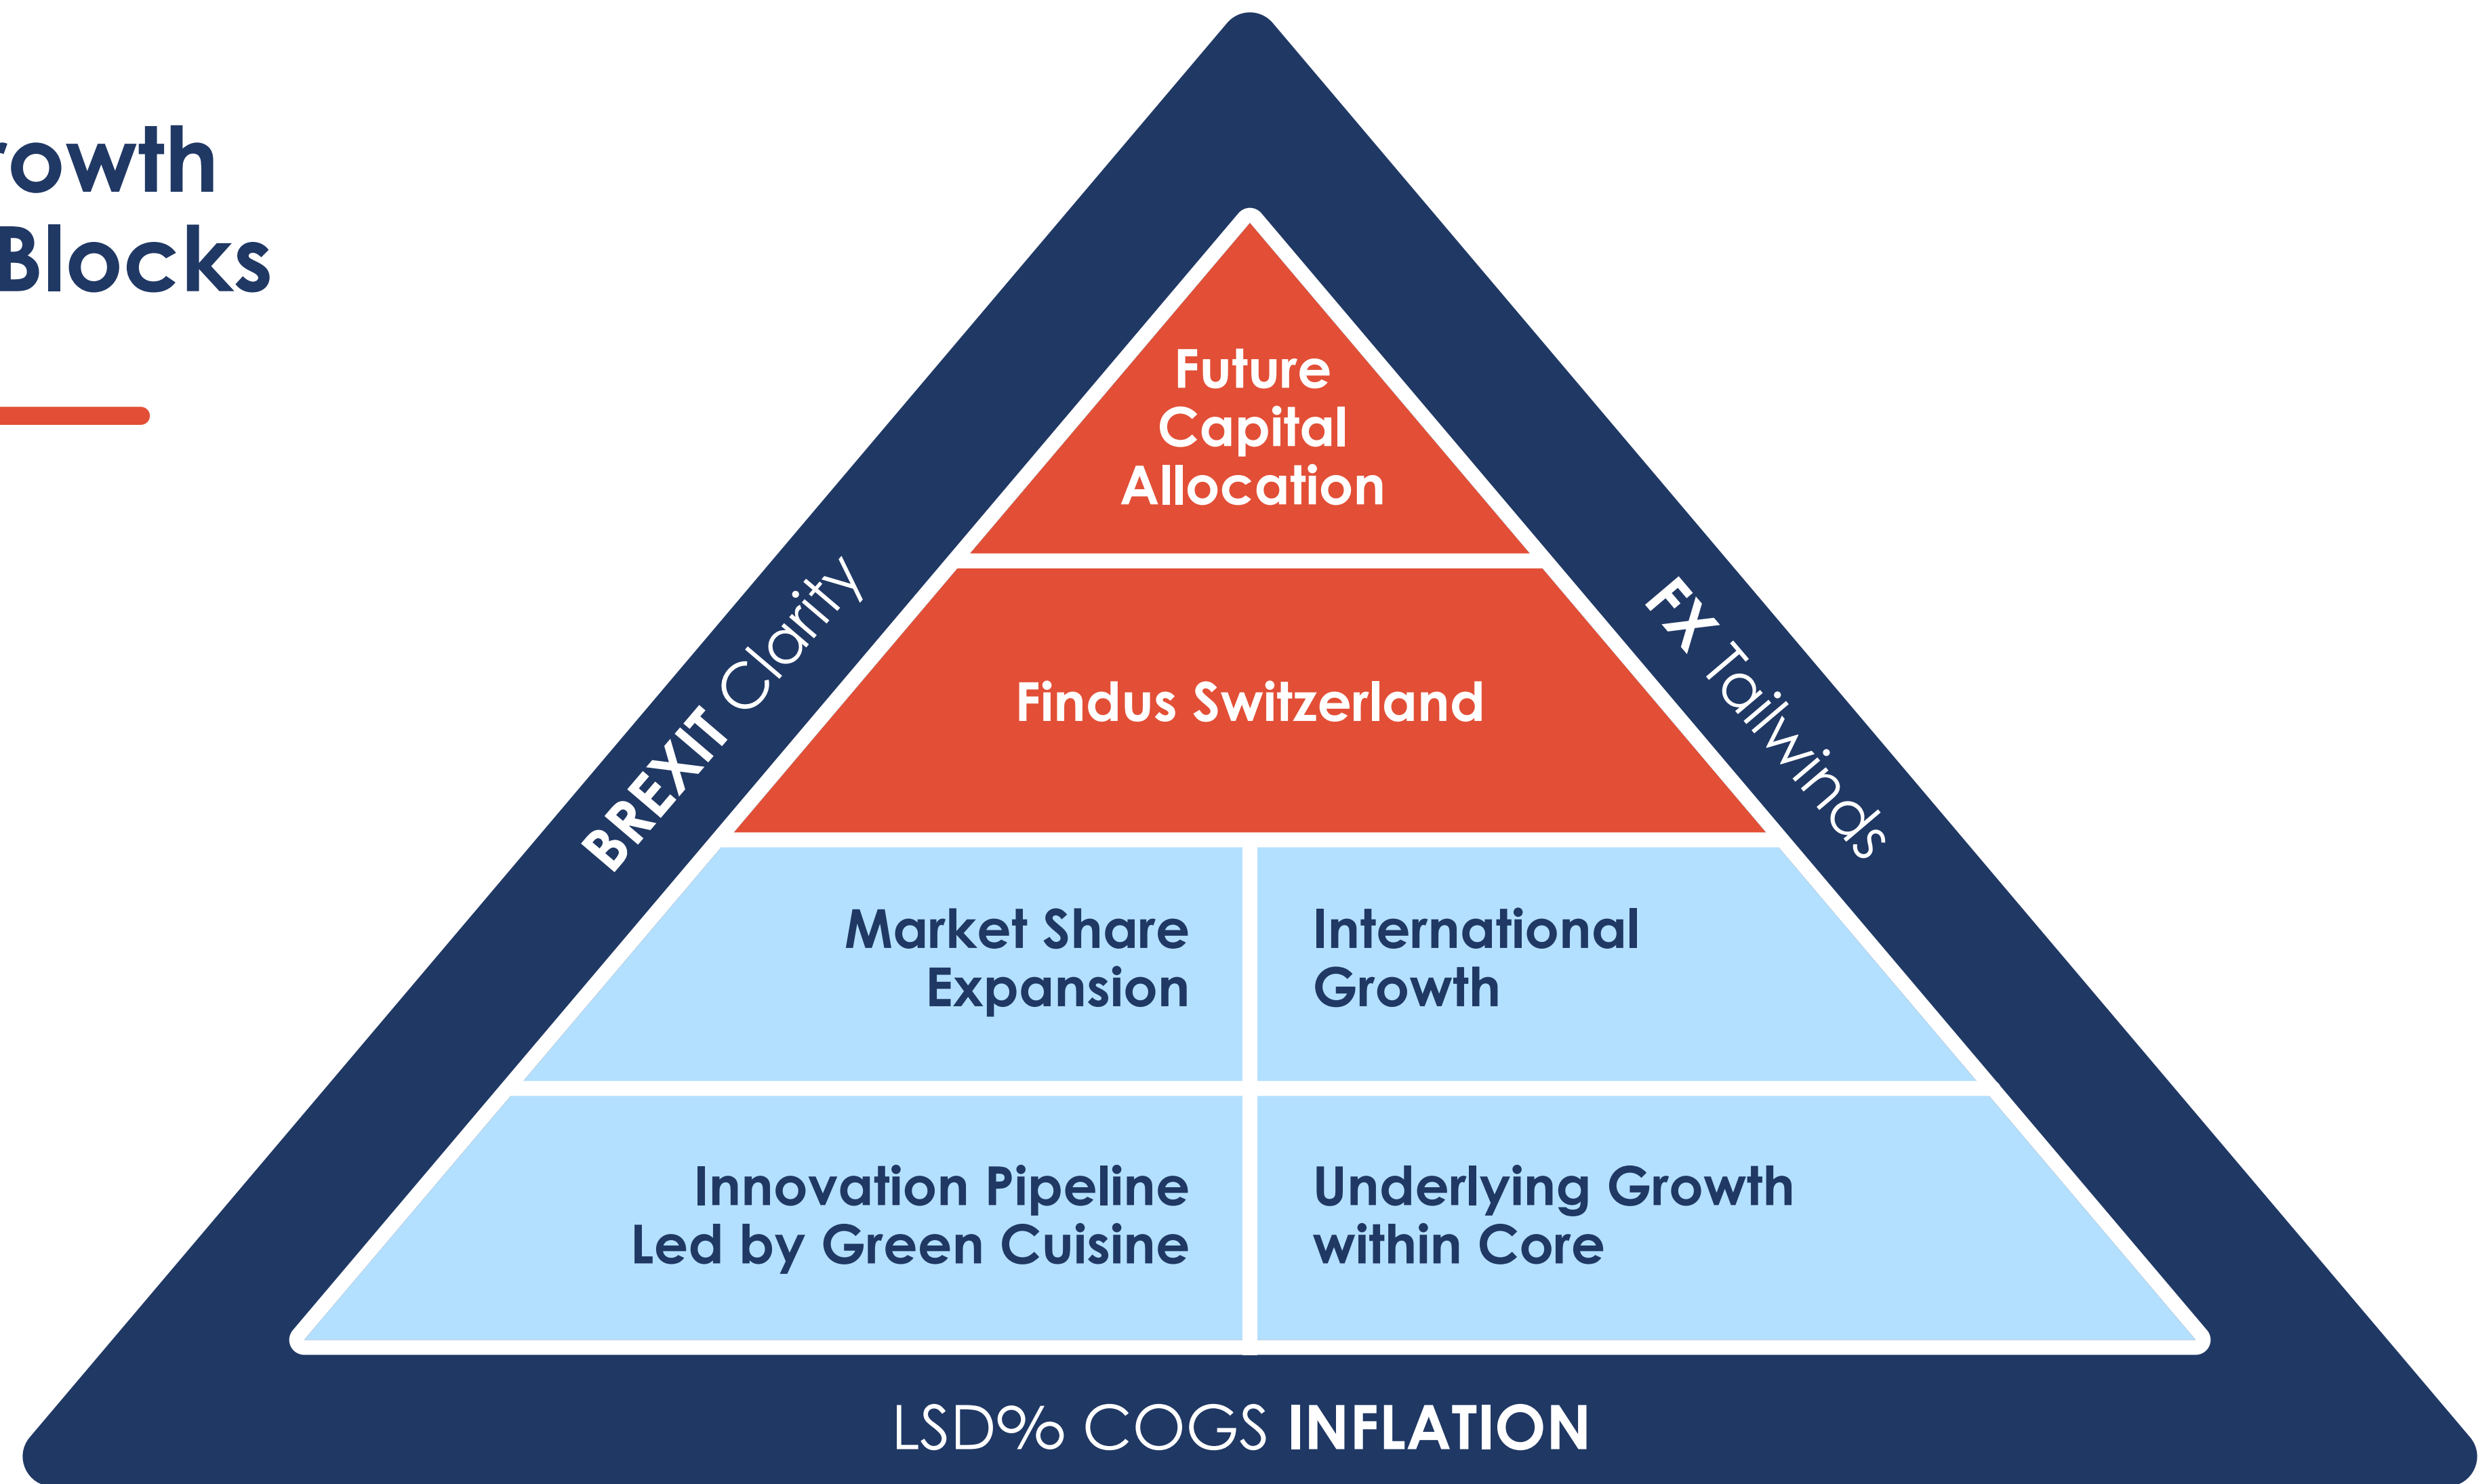 owth
Blocks
Future
Capital
Allocation
Findus Switzerland
BREXIT Clarity
FX Tailwinds
Market Share
Expansion
International
Growth
Innovation Pipeline
Led by Green Cuisine
Underlying Growth
within Core
LSD% COGS INFLATION